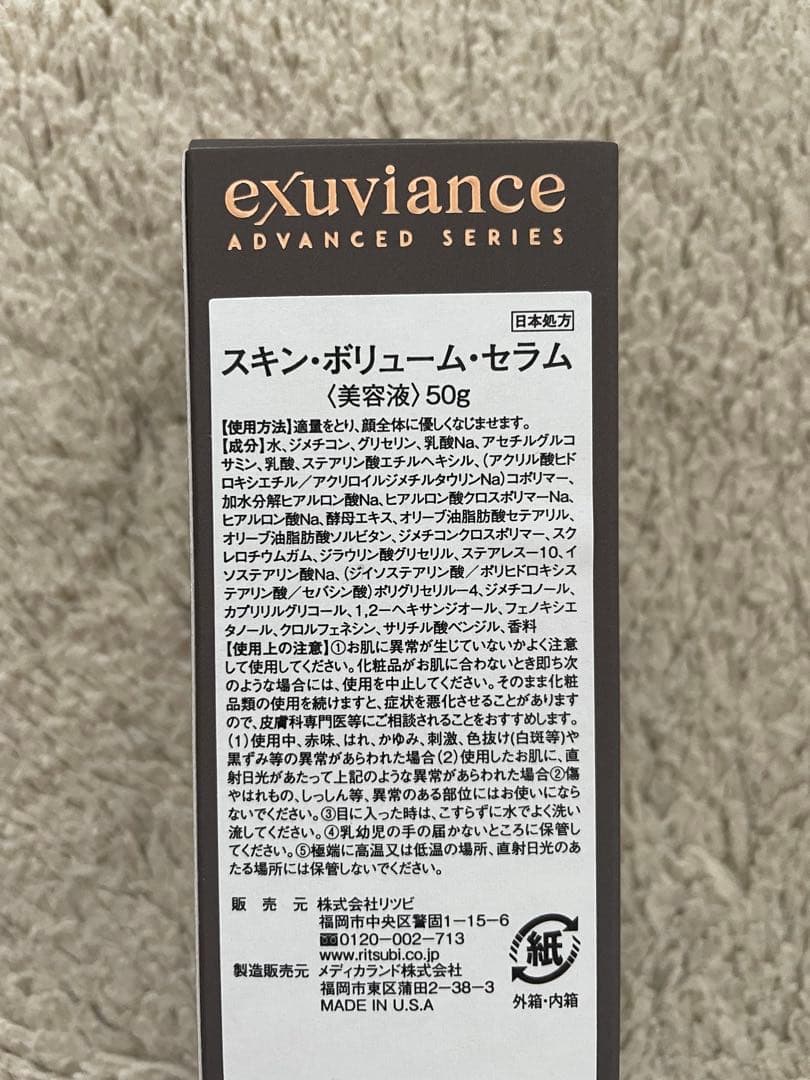 exuviance
ADVANCED SERIES
日本処方
スキン・ボリューム・セラム
〈美容液〉50g
【使用方法】適量をとり、顔全体に優しくなじませます。
【成分】水、ジメチコン、グリセリン、乳酸Na、アセチルグルコ
サミン、乳酸、ステアリン酸エチルヘキシル、(アクリル酸ヒド
ロキシエチル/アクリロイルジメチルタウリンNa)コポリマー、
加水分解ヒアルロン酸Na、ヒアルロン酸クロスポリマーNa、
ヒアルロン酸Na、酵母エキス、オリーブ油脂肪酸セテアリル、
オリーブ油脂肪酸ソルビタン、ジメチコンクロスポリマー、スク
レロチウムガム、ジラウリン酸グリセリル、ステアレス-10、イ
ソステアリン酸Na、(ジイソステアリン酸/ポリヒドロキシス
テアリン酸/セバシン酸)ポリグリセリル-4、ジメチコノール、
カプリリルグリコール、1,2-ヘキサンジオール、フェノキシエ
タノール、クロルフェネシン、サリチル酸ベンジル、香料
【使用上の注意】①お肌に異常が生じていないかよく注意
して使用してください。化粧品がお肌に合わないとき即ち次
のような場合には、使用を中止してください。そのまま化粧
品類の使用を続けますと、症状を悪化させることがあります
ので、皮膚科専門医等にご相談されることをおすすめします。
(1)使用中、赤味、はれ、かゆみ、刺激、色抜け(白斑等)や
黒ずみ等の異常があらわれた場合(2)使用したお肌に、直
射日光があたって上記のような異常があらわれた場合②傷
やはれもの、しっしん等、異常のある部位にはお使いになら
ないでください。③目に入った時は、こすらずに水でよく洗い
流してください。④乳幼児の手の届かないところに保管し
てください。⑤極端に高温又は低温の場所、直射日光のあ
たる場所には保管しないでください。
販売元 株式会社リツビ
福岡市中央区警固1-15-6
0120-002-713
www.ritsubi.co.jp
製造販売元 メディカランド株式会社
福岡市東区蒲田2-38-3
MADE IN U.S.A
紙
外箱・内箱